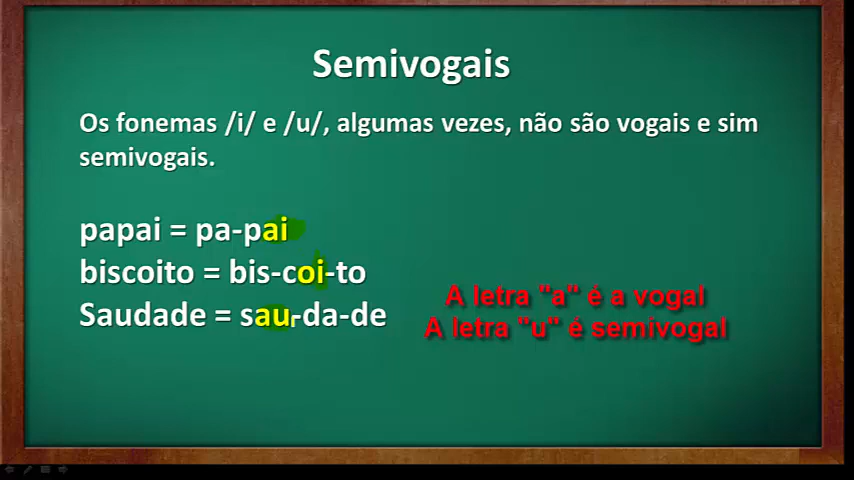 Semivogais
Os fonemas /i/ e /u/, algumas vezes, não são vogais e sim
semivogais.
papai = pa-pai
biscoito = bis-coi-to
Saudade = sau-da-de
A letra "a" é a vogal
A letra "u" é semivogal